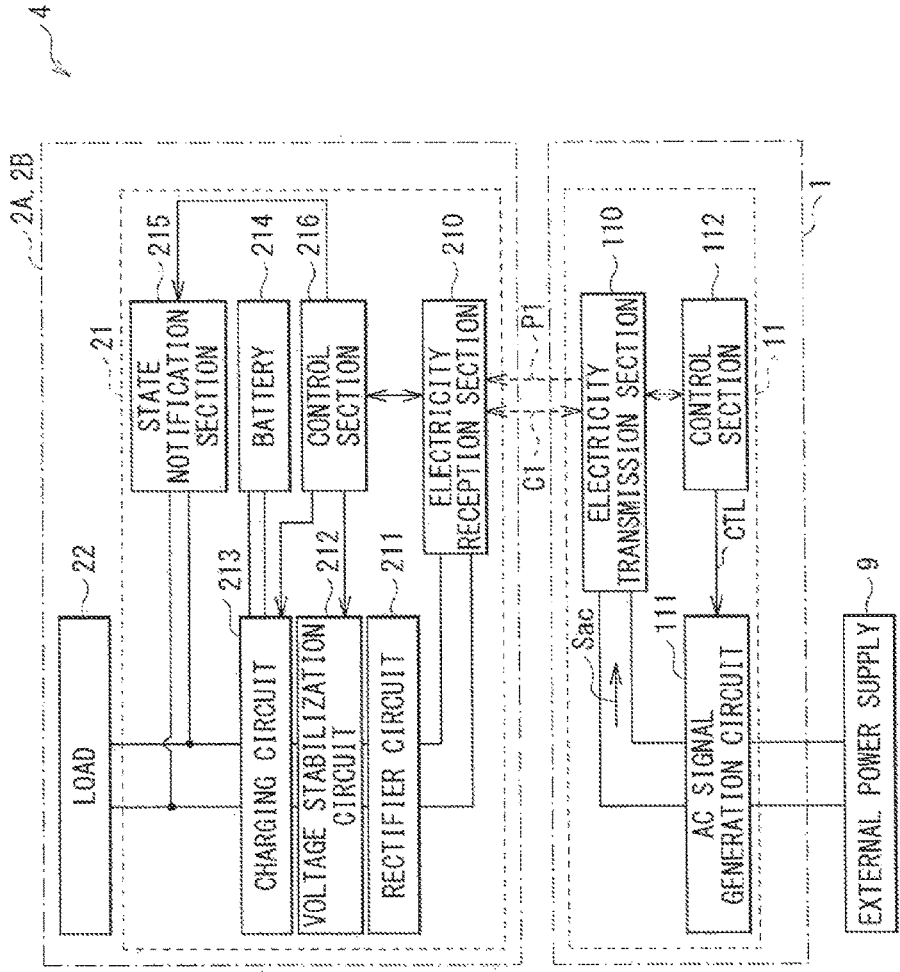 4
2A, 2B
21
STATE
NOTIFICATION
SECTION
215
BATTERY
214
CONTROL
SECTION
216
ELECTRICITY
RECEPTION SECTION
210
LOAD
22
CHARGING CIRCUIT
213
VOLTAGE STABILIZATION
CIRCUIT
212
RECTIFIER CIRCUIT
211
C1
P1
1
11
ELECTRICITY
TRANSMISSION SECTION
110
CONTROL
SECTION
112
Sac
CTL
AC SIGNAL
GENERATION CIRCUIT
111
EXTERNAL POWER SUPPLY
9